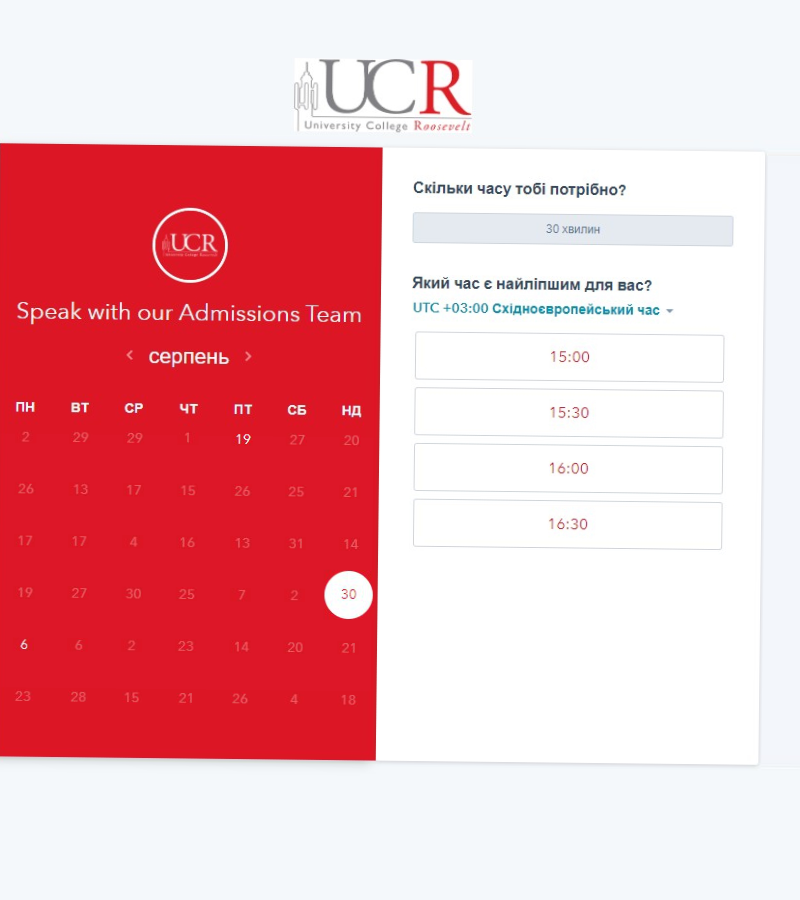 UCR
University College Roosevelt
UCR
University College Roosevelt
Speak with our Admissions Team
серпень
ПН ВТ СР ЧТ ПТ СБ НД
2 29 29 1 19 27 20
26 13 17 15 26 25 21
17 17 4 16 13 31 14
19 27 30 25 7 2 30
6 6 2 23 14 20 21
23 28 15 21 26 4 18
Скільки часу тобі потрібно?
30 хвилин
Який час є найліпшим для вас?
UTC +03:00 Східноєвропейський час
15:00
15:30
16:00
16:30